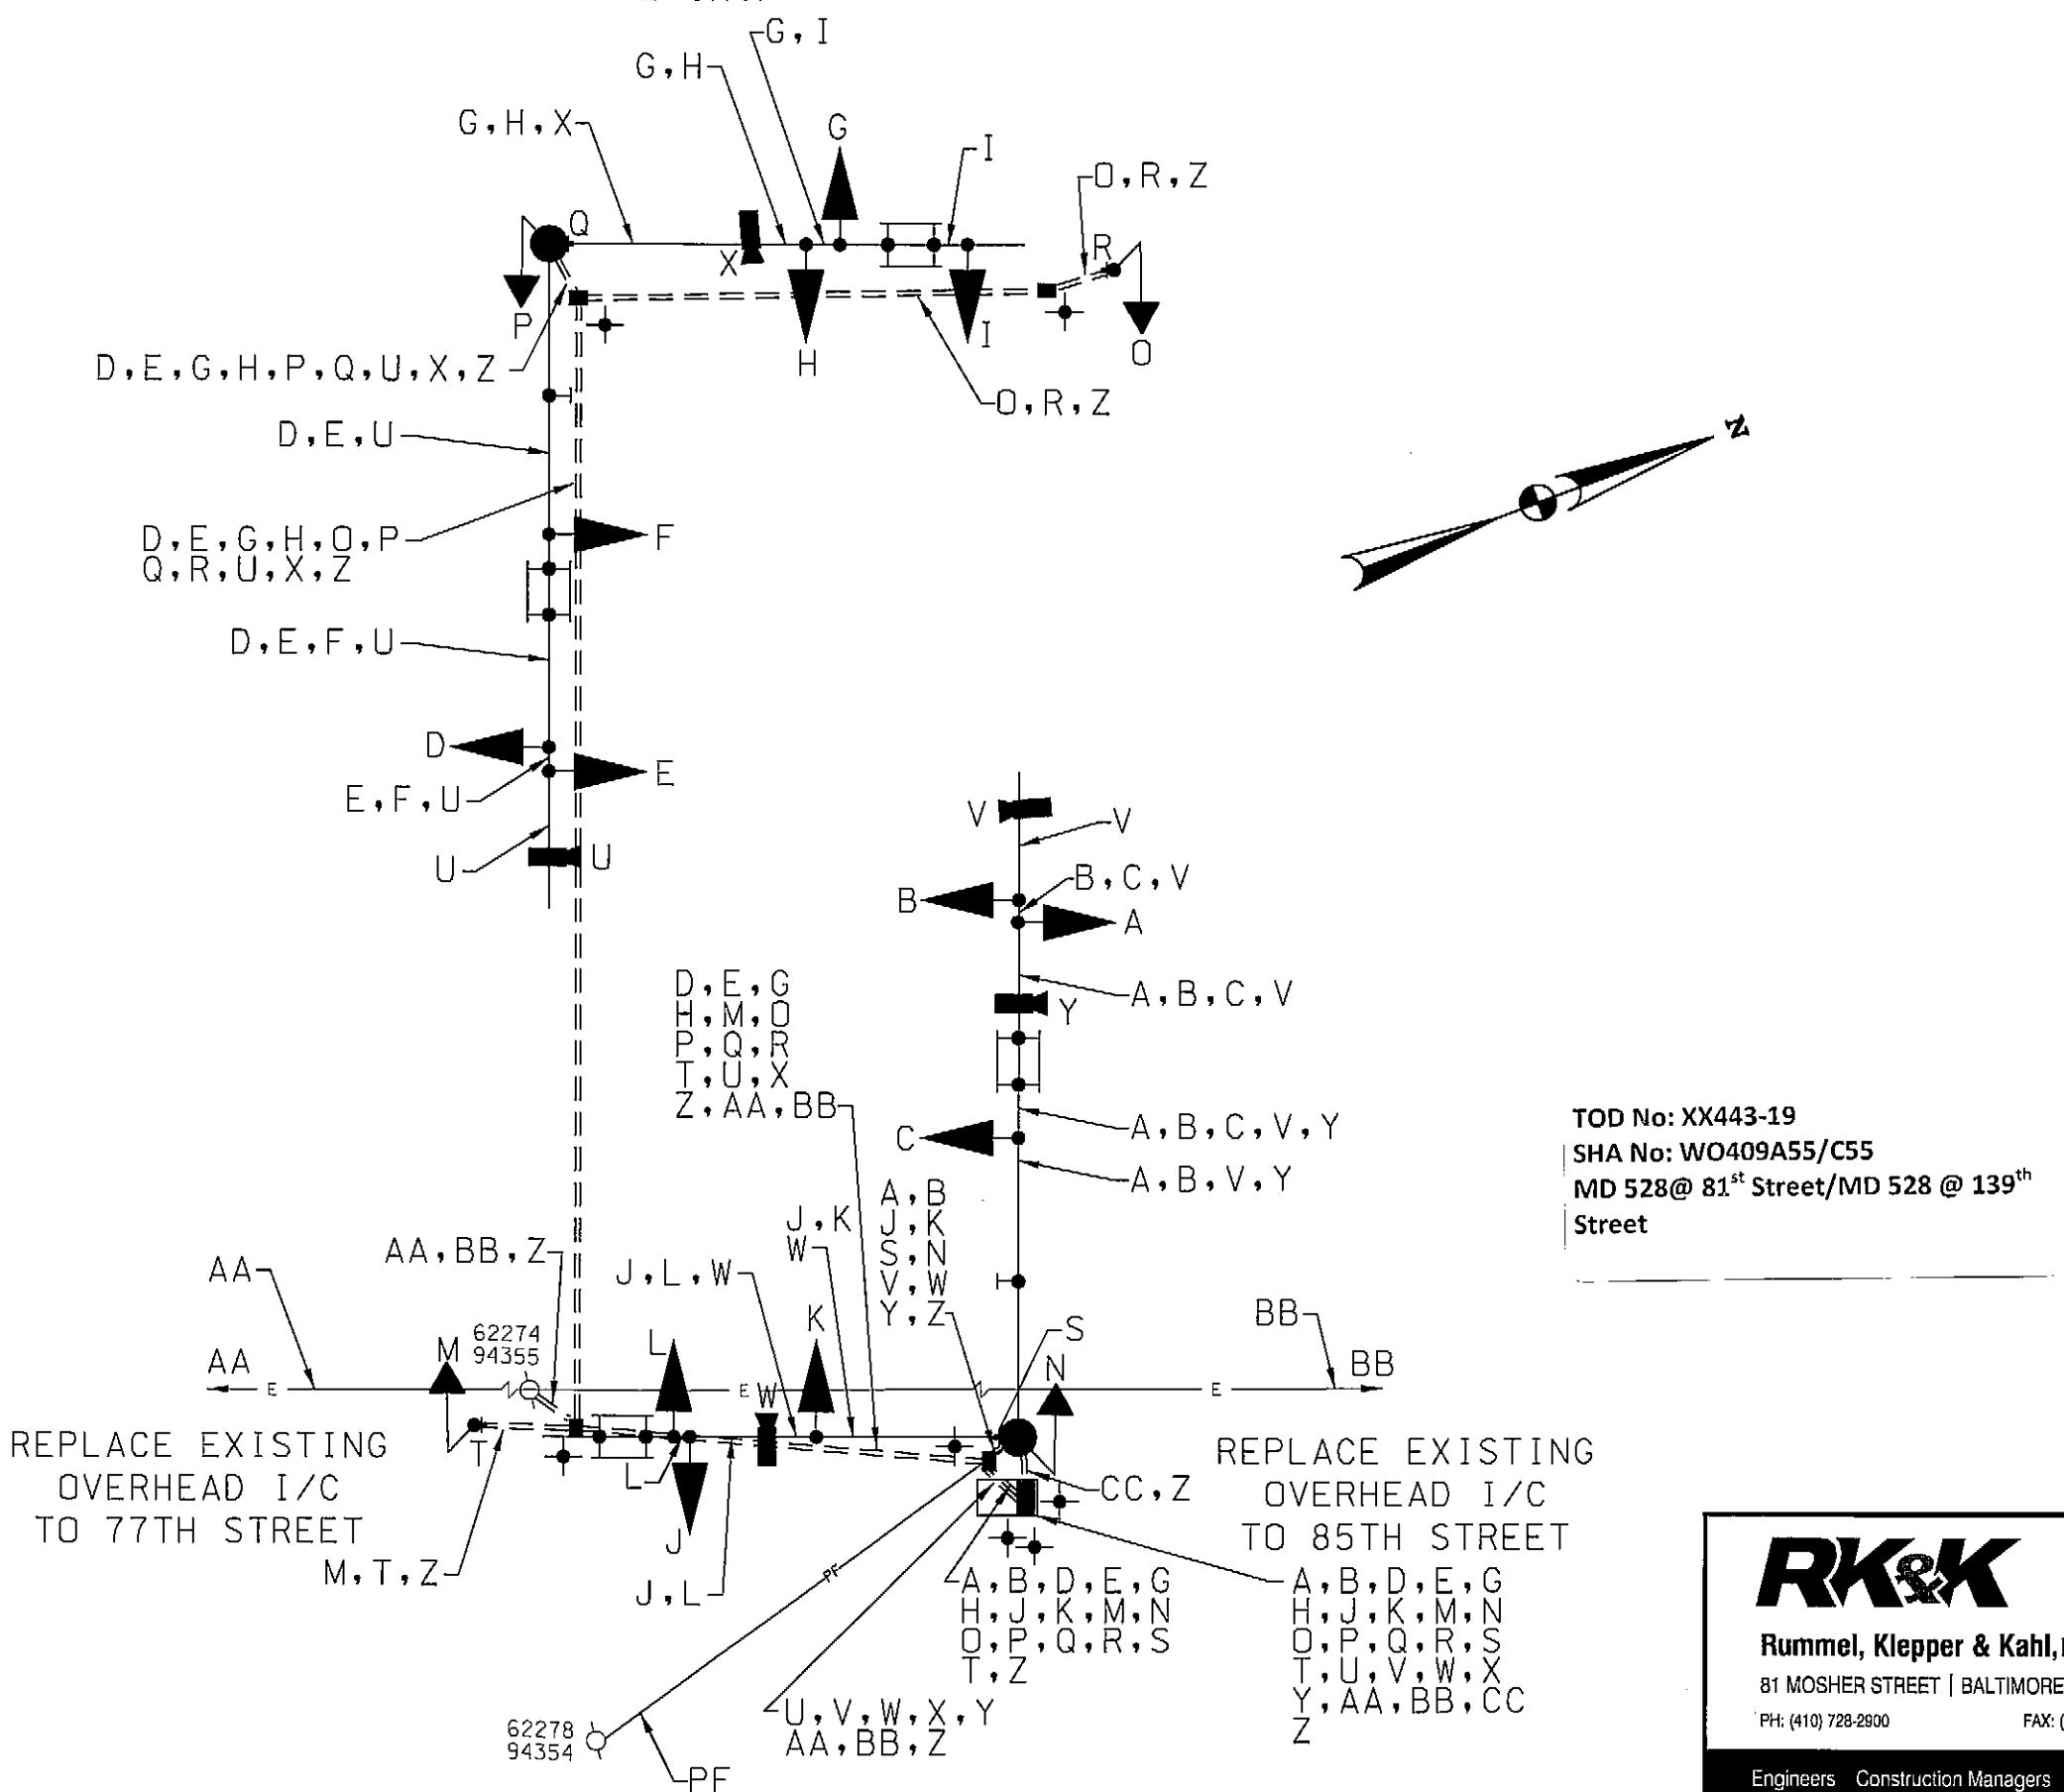 G,I
G,H
G,H,X
G
I
O,R,Z
Q
X
R
P
H
I
O
D,E,G,H,P,Q,U,X,Z
O,R,Z
D,E,U
Z
F
D,E,G,H,O,P
Q,R,U,X,Z
D,E,F,U
D
E
E,F,U
U
U
V
V
B,C,V
B
A
D,E,G
H,M,O
P,Q,R
T,U,X
Z,AA,BB
A,B,C,V
Y
A,B,C,V,Y
C
A,B,V,Y
TOD No: XX443-19
SHA No: WO409A55/C55
MD 528@ 81st Street/MD 528 @ 139th
Street
A,B
J,K
S,N
V,W
Y,Z
J,K
W
AA,BB,Z
J,L,W
AA
K
S
BB
62274
94355
M
L
N
AA
E
E
W
E
BB
T
REPLACE EXISTING
OVERHEAD I/C
TO 77TH STREET
L
J
CC,Z
REPLACE EXISTING
OVERHEAD I/C
TO 85TH STREET
M,T,Z
J,L
PF
A,B,D,E,G
H,J,K,M,N
O,P,Q,R,S
T,Z
A,B,D,E,G
H,J,K,M,N
O,P,Q,R,S
T,U,V,W,X
Y,AA,BB,CC
Z
U,V,W,X,Y
AA,BB,Z
62278
94354
PF
RK&K
Rummel, Klepper & Kahl,
81 MOSHER STREET | BALTIMORE
PH: (410) 728-2900 FAX: (
Engineers Construction Managers